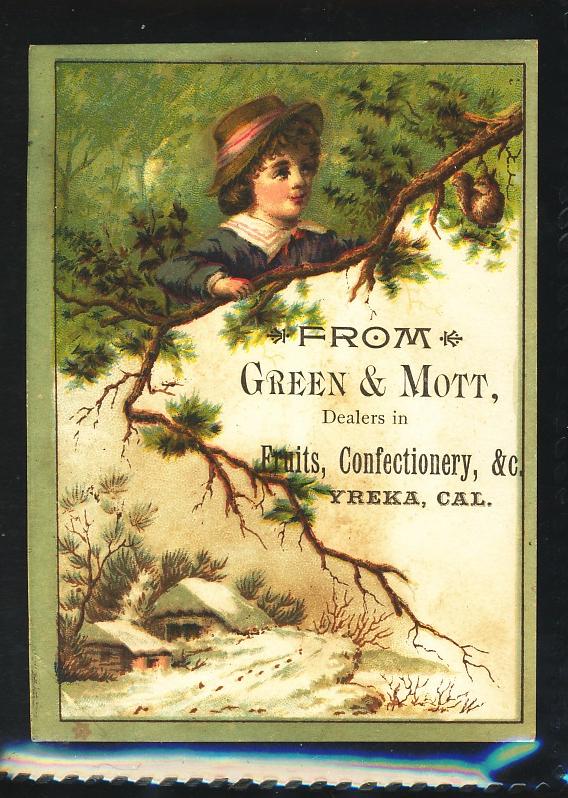 FROM
GREEN & MOTT,
Dealers in
Fruits, Confectionery, &c.
YREKA, CAL.